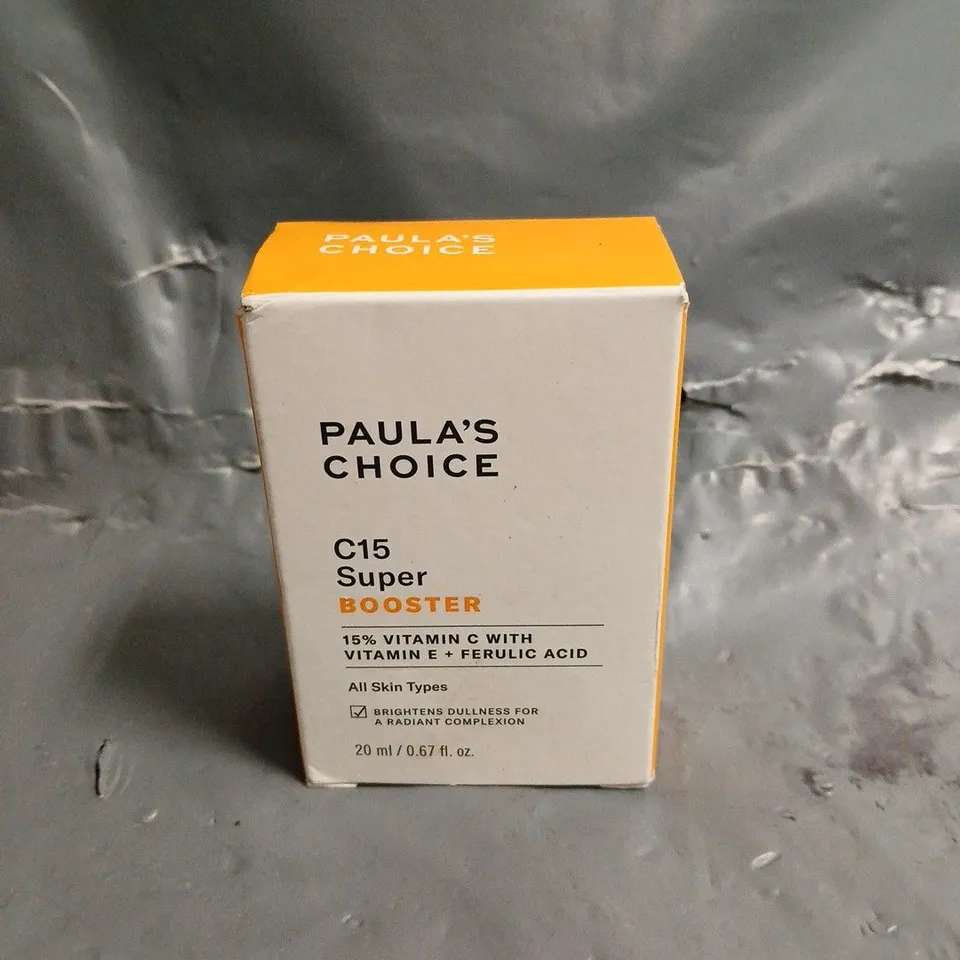 PAULA'S
CHOICE
PAULA'S
CHOICE
C15
Super
BOOSTER
15% VITAMIN C WITH
VITAMIN E + FERULIC ACID
All Skin Types
BRIGHTENS DULLNESS FOR
A RADIANT COMPLEXION
20 ml / 0.67 fl. oz.